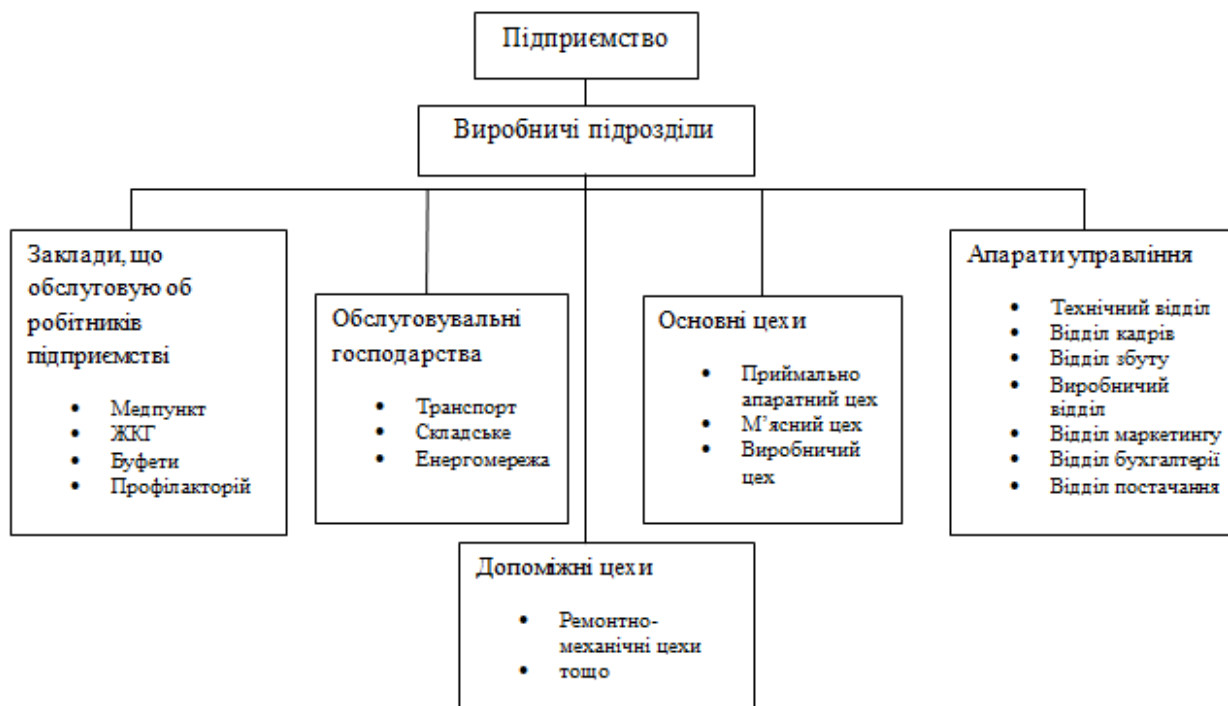 Підприємство
Виробничі підрозділи
Заклади, що
обслуговую об
робітників
підприємстві
• Медпункт
• ЖКГ
• Буфети
• Профілакторій
Обслуговувальні
господарства
• Транспорт
• Складське
• Енергомережа
Основні цехи
• Приймально
апаратний цех
• М’ясний цех
• Виробничий
цех
Апарати управління
• Технічний відділ
• Відділ кадрів
• Відділ збуту
• Виробничий
відділ
• Відділ маркетингу
• Відділ бухгалтерії
• Відділ постачання
Допоміжні цехи
• Ремонтно-
механічні цехи
• тощо